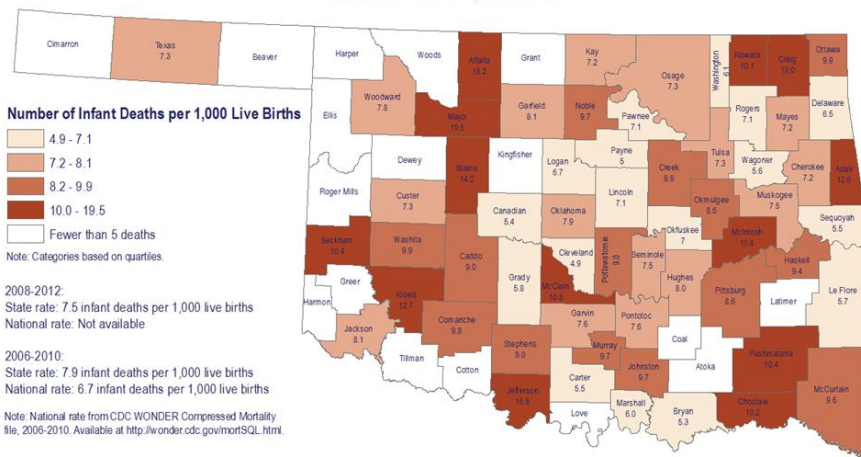 Cimarron
Texas
7.3
Beaver
Harper
Woods
Alfalfa
18.2
Grant
Kay
7.2
Osage
7.3
Washington
6.1
Nowata
10.1
Craig
10.0
Ottawa
9.9
Ellis
Woodward
7.8
Major
19.5
Garfield
8.1
Noble
9.7
Pawnee
7.1
Rogers
7.1
Mayes
7.2
Delaware
6.5
Number of Infant Deaths per 1,000 Live Births
4.9 - 7.1
7.2 - 8.1
8.2 - 9.9
10.0 - 19.5
Fewer than 5 deaths
Note: Categories based on quartiles.
Dewey
Blaine
14.2
Kingfisher
Logan
6.7
Payne
5
Creek
8.9
Tulsa
7.3
Wagoner
5.6
Cherokee
7.2
Adair
12.6
Roger Mills
Custer
7.3
Canadian
5.4
Oklahoma
7.9
Lincoln
7.1
Okmulgee
8.5
Muskogee
7.5
Sequoyah
5.5
Beckham
10.4
Washita
9.9
Caddo
9.0
Grady
5.8
Cleveland
4.9
Pottawatomie
9.0
Seminole
7.5
Okfuskee
7
McIntosh
11.4
Haskell
9.4
Greer
Kiowa
12.7
McClain
10.8
Hughes
8.0
Pittsburg
8.6
Latimer
Le Flore
5.7
Harmon
Jackson
8.1
Comanche
9.8
Garvin
7.6
Pontotoc
7.6
Coal
Tillman
Cotton
Stephens
9.0
Murray
9.7
Johnston
9.7
Atoka
Pushmataha
10.4
McCurtain
9.6
Jefferson
15.5
Carter
5.5
Love
Marshall
6.0
Bryan
5.3
Choctaw
10.2
2008-2012:
State rate: 7.5 infant deaths per 1,000 live births
National rate: Not available
2006-2010:
State rate: 7.9 infant deaths per 1,000 live births
National rate: 6.7 infant deaths per 1,000 live births
Note: National rate from CDC WONDER Compressed Mortality
file, 2006-2010. Available at http://wonder.cdc.gov/mortSQL.html.